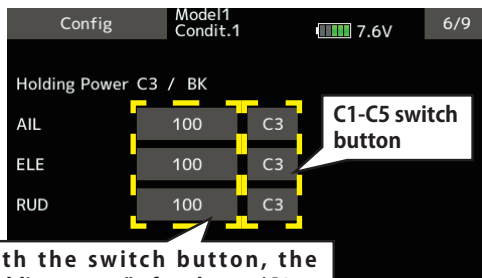 Config Model1 Condit.1 7.6V 6/9
Holding Power C3 / BK
AIL 100 C3
ELE 100 C3
RUD 100 C3
C1-C5 switch button
the switch button, the